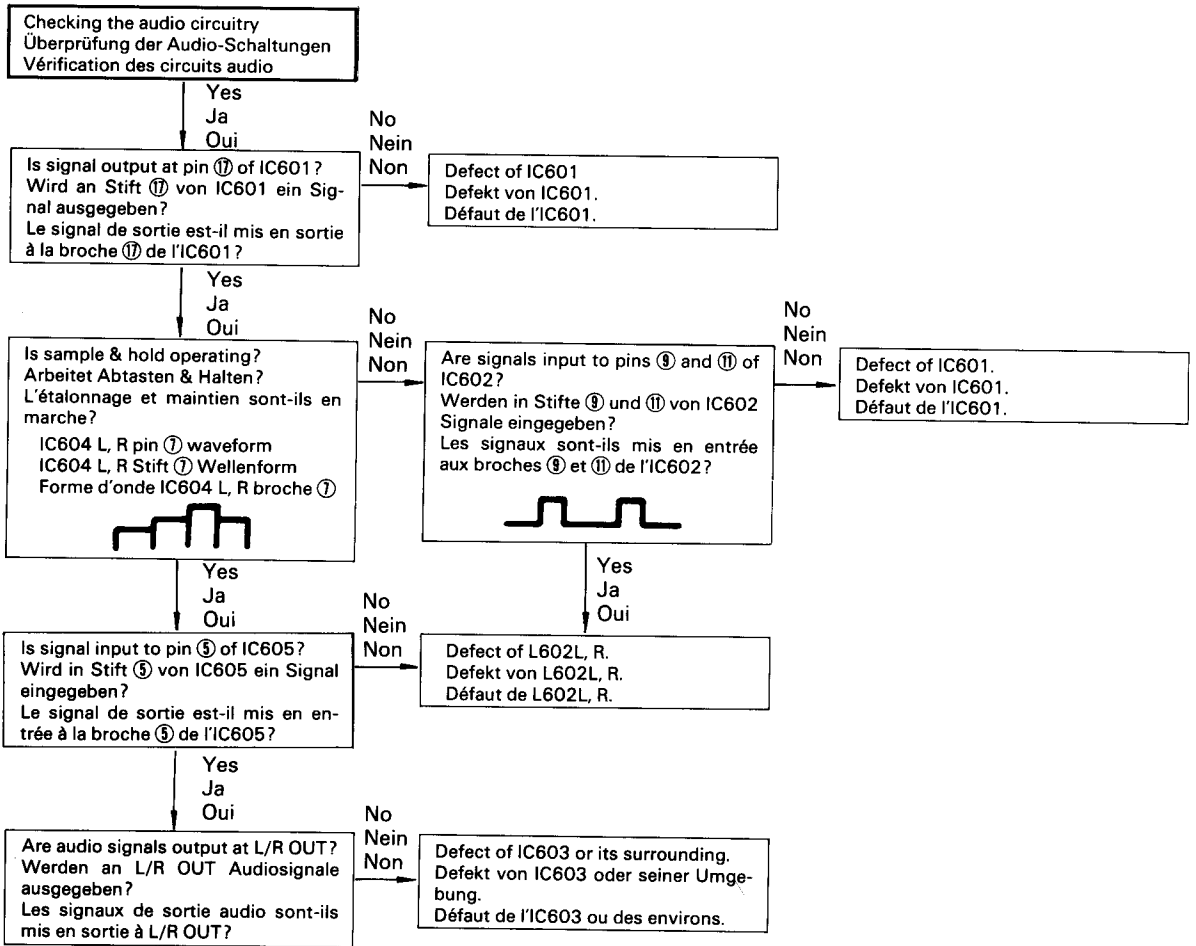 Checking the audio circuitry
Überprüfung der Audio-Schaltungen
Vérification des circuits audio
Yes
Ja
Oui
Is signal output at pin ⑰ of IC601?
Wird an Stift ⑰ von IC601 ein Sig-
nal ausgegeben?
Le signal de sortie est-il mis en sortie
à la broche ⑰ de l'IC601?
No
Nein
Non
Defect of IC601
Defekt von IC601.
Défaut de l'IC601.
Yes
Ja
Oui
Is sample & hold operating?
Arbeitet Abtasten & Halten?
L'étalonnage et maintien sont-ils en
marche?
IC604 L, R pin ⑦ waveform
IC604 L, R Stift ⑦ Wellenform
Forme d'onde IC604 L, R broche ⑦
No
Nein
Non
Are signals input to pins ⑨ and ⑪ of
IC602?
Werden in Stifte ⑨ und ⑪ von IC602
Signale eingegeben?
Les signaux sont-ils mis en entrée
aux broches ⑨ et ⑪ de l'IC602?
No
Nein
Non
Defect of IC601.
Defekt von IC601.
Défaut de l'IC601.
Yes
Ja
Oui
Yes
Ja
Oui
Is signal input to pin ⑤ of IC605?
Wird in Stift ⑤ von IC605 ein Signal
eingegeben?
Le signal de sortie est-il mis en en-
trée à la broche ⑤ de l'IC605?
No
Nein
Non
Defect of L602L, R.
Defekt von L602L, R.
Défaut de L602L, R.
Yes
Ja
Oui
Are audio signals output at L/R OUT?
Werden an L/R OUT Audiosignale
ausgegeben?
Les signaux de sortie audio sont-ils
mis en sortie à L/R OUT?
No
Nein
Non
Defect of IC603 or its surrounding.
Defekt von IC603 oder seiner Umge-
bung.
Défaut de l'IC603 ou des environs.